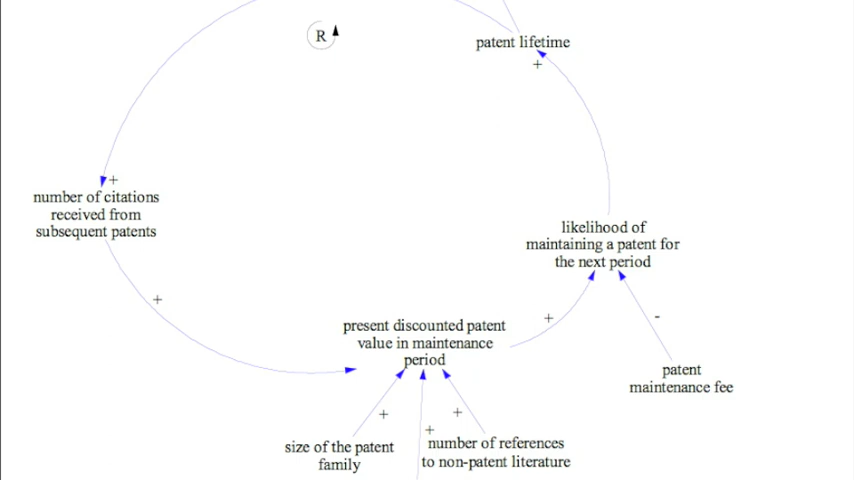 R
patent lifetime
+
+
number of citations
received from
subsequent patents
likelihood of
maintaining a patent for
the next period
+
+
-
present discounted patent
value in maintenance
period
patent
maintenance fee
+
+
+
size of the patent
family
number of references
to non-patent literature